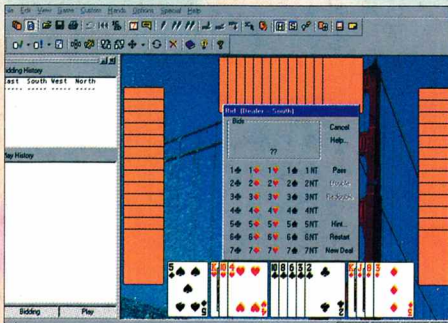 File Edit View Game Custom Hands Options Special Help
Bidding History
East South West North
Play History
Bidding Play
Bid (Dealer - South)
Bids
??
Cancel
Help...
1♣ 1♦ 1♥ 1♠ 1NT Pass
2♣ 2♦ 2♥ 2♠ 2NT Double
3♣ 3♦ 3♥ 3♠ 3NT Redouble
4♣ 4♦ 4♥ 4♠ 4NT
5♣ 5♦ 5♥ 5♠ 5NT Hint...
6♣ 6♦ 6♥ 6♠ 6NT Restart
7♣ 7♦ 7♥ 7♠ 7NT New Deal